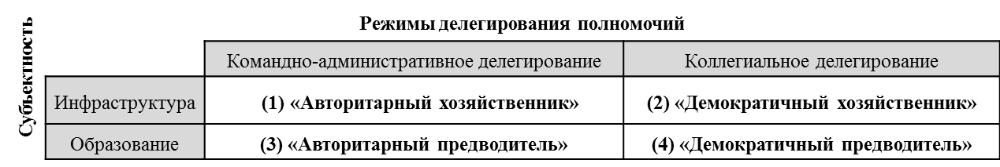 Субъектность
Режимы делегирования полномочий
Командно-административное делегирование
Коллегиальное делегирование
Инфраструктура
(1) «Авторитарный хозяйственник»
(2) «Демократичный хозяйственник»
Образование
(3) «Авторитарный предводитель»
(4) «Демократичный предводитель»